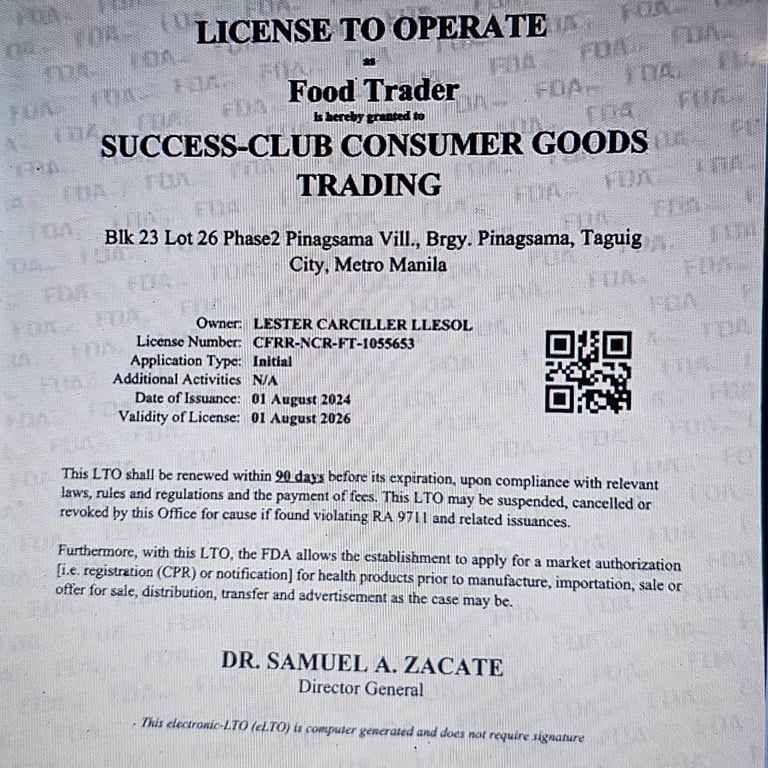 LICENSE TO OPERATE
as
Food Trader
is hereby granted to
SUCCESS-CLUB CONSUMER GOODS
TRADING
Blk 23 Lot 26 Phase2 Pinagsama Vill., Brgy. Pinagsama, Taguig
City, Metro Manila
Owner: LESTER CARCILLER LLESOL
License Number: CFRR-NCR-FT-1055653
Application Type: Initial
Additional Activities N/A
Date of Issuance: 01 August 2024
Validity of License: 01 August 2026
This LTO shall be renewed within 90 days before its expiration, upon compliance with relevant
laws, rules and regulations and the payment of fees. This LTO may be suspended, cancelled or
revoked by this Office for cause if found violating RA 9711 and related issuances.
Furthermore, with this LTO, the FDA allows the establishment to apply for a market authorization
[i.e. registration (CPR) or notification] for health products prior to manufacture, importation, sale or
offer for sale, distribution, transfer and advertisement as the case may be.
DR. SAMUEL A. ZACATE
Director General
This electronic-LTO (eLTO) is computer generated and does not require signature